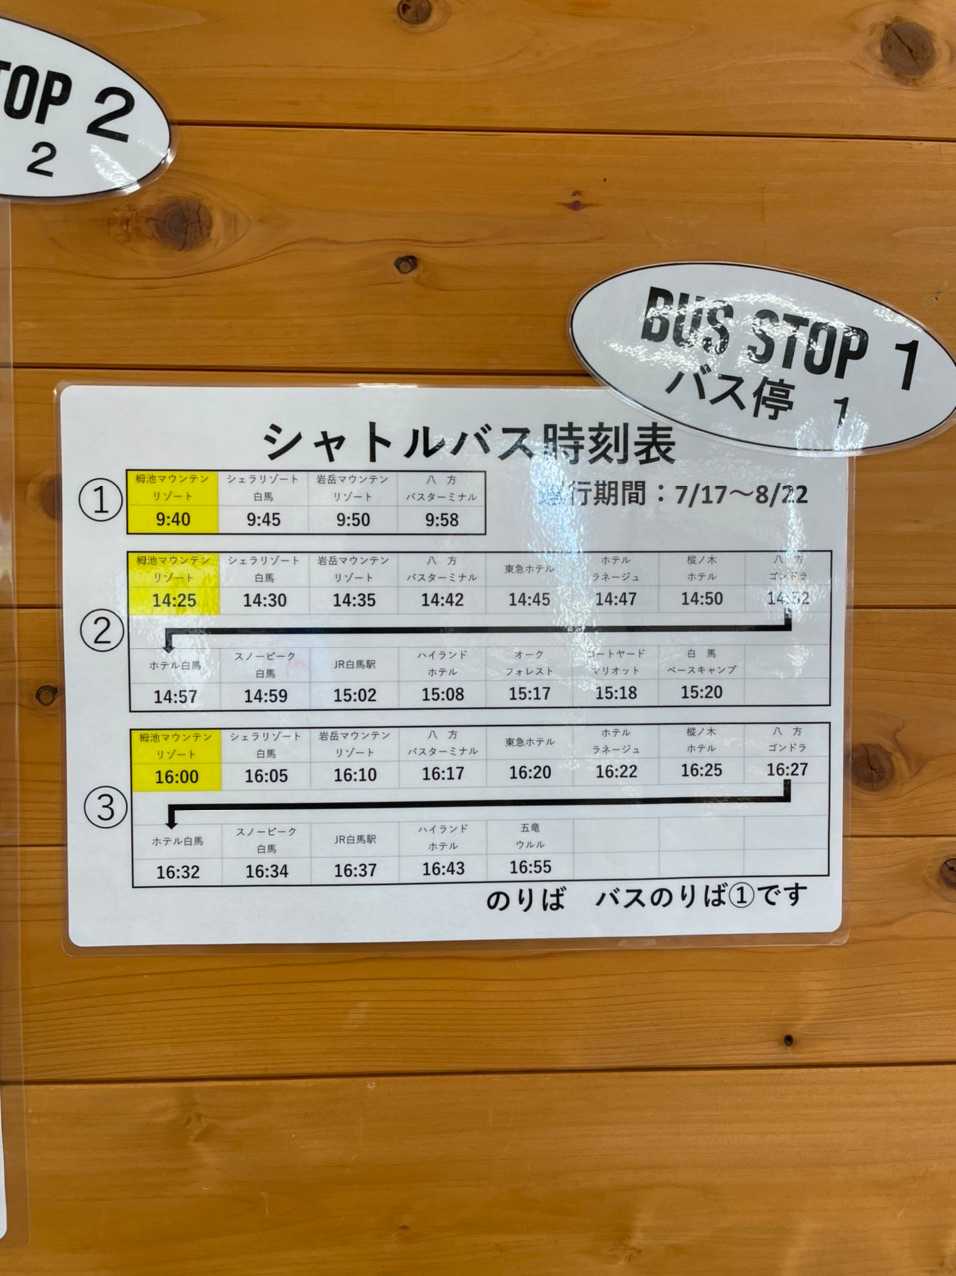 TOP 2
2
BUS STOP 1
バス停 1
シャトルバス時刻表
行期間：7/17～8/22
①
栂池マウンテンリゾート シェラリゾート白馬 岩岳マウンテンリゾート 八方バスターミナル
9:40 9:45 9:50 9:58
②
栂池マウンテンリゾート シェラリゾート白馬 岩岳マウンテンリゾート 八方バスターミナル 東急ホテル ホテルラネージュ 樅ノ木ホテル 八方ゴンドラ
14:25 14:30 14:35 14:42 14:45 14:47 14:50 14:52
ホテル白馬 スノーピーク白馬 JR白馬駅 ハイランドホテル オークフォレスト コートヤードマリオット 白馬ベースキャンプ
14:57 14:59 15:02 15:08 15:17 15:18 15:20
③
栂池マウンテンリゾート シェラリゾート白馬 岩岳マウンテンリゾート 八方バスターミナル 東急ホテル ホテルラネージュ 樅ノ木ホテル 八方ゴンドラ
16:00 16:05 16:10 16:17 16:20 16:22 16:25 16:27
ホテル白馬 スノーピーク白馬 JR白馬駅 ハイランドホテル 五竜ウルル
16:32 16:34 16:37 16:43 16:55
のりば バスのりば①です